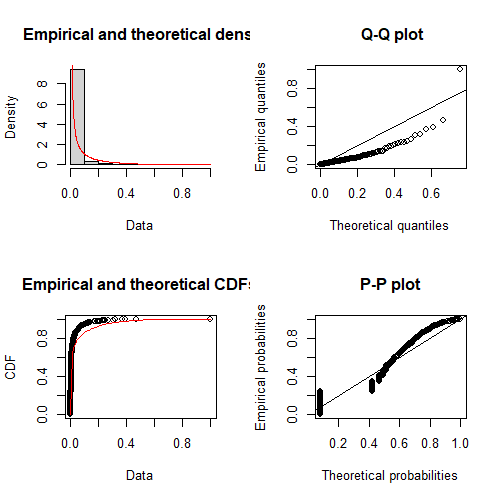 Empirical and theoretical dens
Density
0 2 4 6 8
0.0 0.4 0.8
Data
Q-Q plot
Empirical quantiles
0.0 0.4 0.8
0.0 0.2 0.4 0.6
Theoretical quantiles
Empirical and theoretical CDFs
CDF
0.0 0.4 0.8
0.0 0.4 0.8
Data
P-P plot
Empirical probabilities
0.0 0.4 0.8
0.2 0.4 0.6 0.8 1.0
Theoretical probabilities